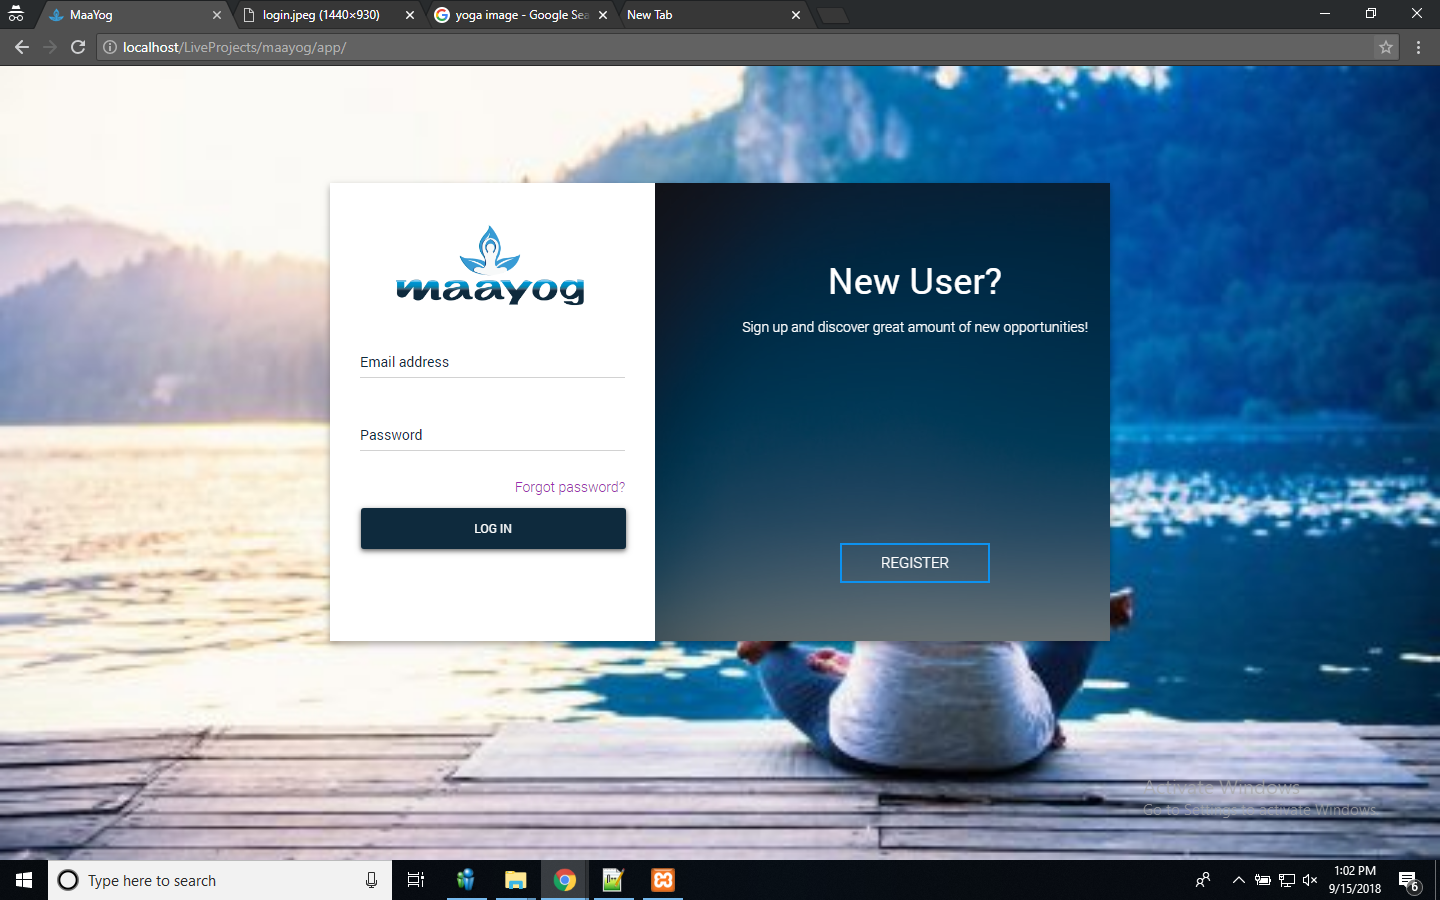 MaaYog
login.jpeg (1440×930)
yoga image - Google Sea
New Tab
localhost/LiveProjects/maayog/app/
maayog
New User?
Sign up and discover great amount of new opportunities!
Email address
Password
Forgot password?
LOG IN
REGISTER
Activate Windows
Go to Settings to activate Windows.
Type here to search
1:02 PM
9/15/2018
6